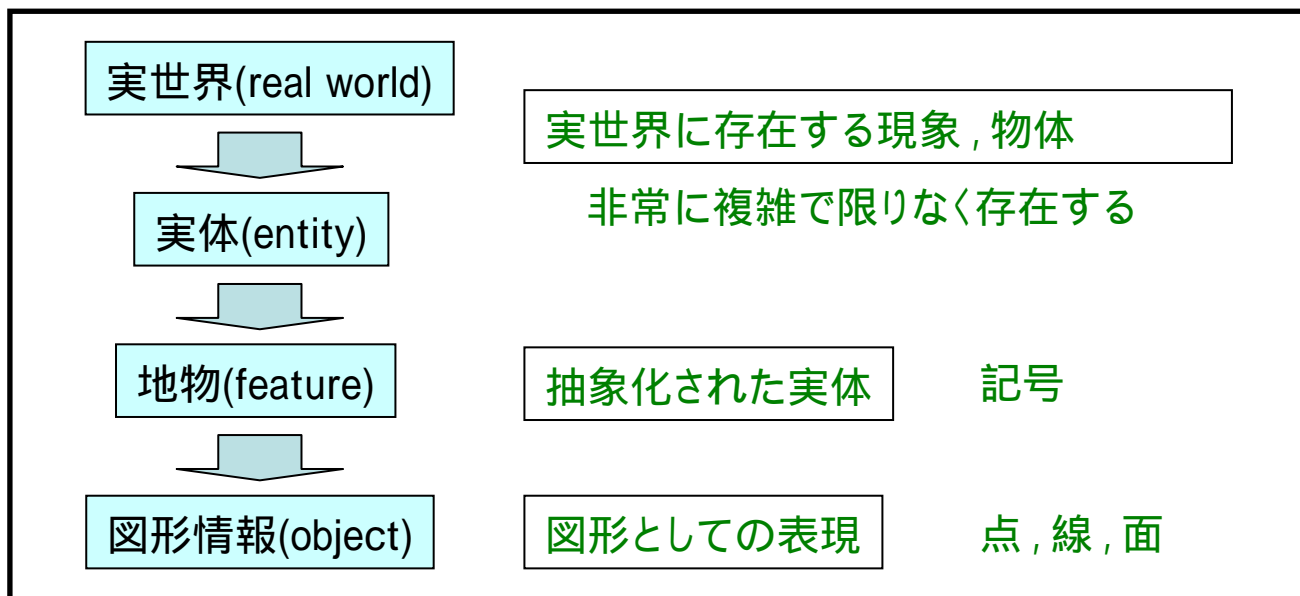 実世界(real world)
実世界に存在する現象 , 物体
非常に複雑で限りなく存在する
実体(entity)
地物(feature)
抽象化された実体
記号
図形情報(object)
図形としての表現
点 , 線 , 面